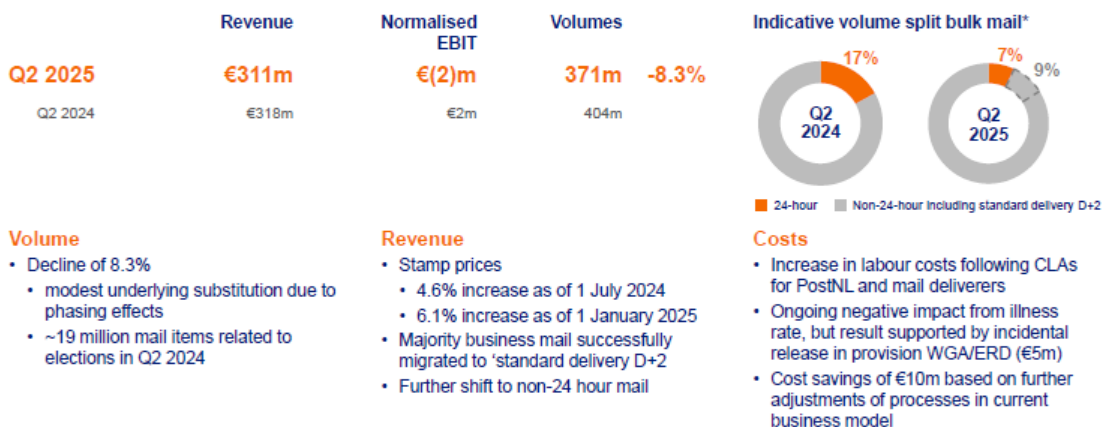 Revenue
Normalised
EBIT
Volumes
Q2 2025 €311m €(2)m 371m -8.3%
Q2 2024 €318m €2m 404m
Indicative volume split bulk mail*
17%
Q2
2024
7%
9%
Q2
2025
24-hour Non-24-hour including standard delivery D+2
Volume
• Decline of 8.3%
• modest underlying substitution due to
phasing effects
• ~19 million mail items related to
elections in Q2 2024
Revenue
• Stamp prices
• 4.6% increase as of 1 July 2024
• 6.1% increase as of 1 January 2025
• Majority business mail successfully
migrated to ‘standard delivery D+2
• Further shift to non-24 hour mail
Costs
• Increase in labour costs following CLAs
for PostNL and mail deliverers
• Ongoing negative impact from illness
rate, but result supported by incidental
release in provision WGA/ERD (€5m)
• Cost savings of €10m based on further
adjustments of processes in current
business model